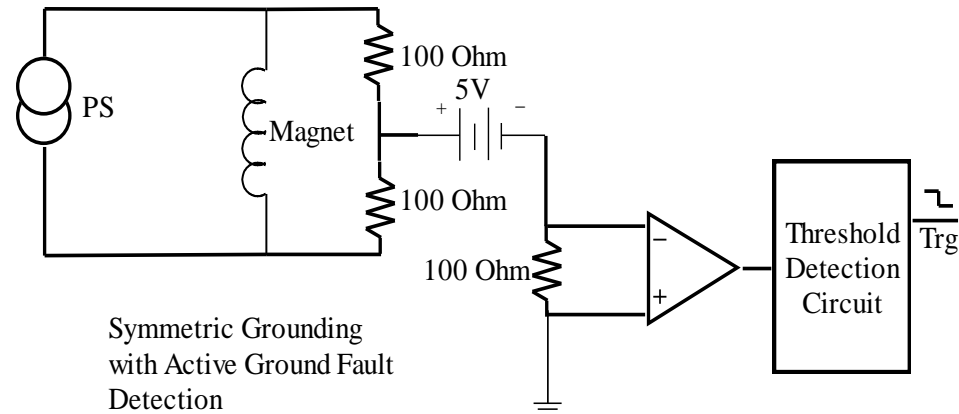 100 Ohm
5V
+ −
PS
Magnet
100 Ohm
100 Ohm
−
+
Threshold
Detection
Circuit
Trg
Symmetric Grounding
with Active Ground Fault
Detection